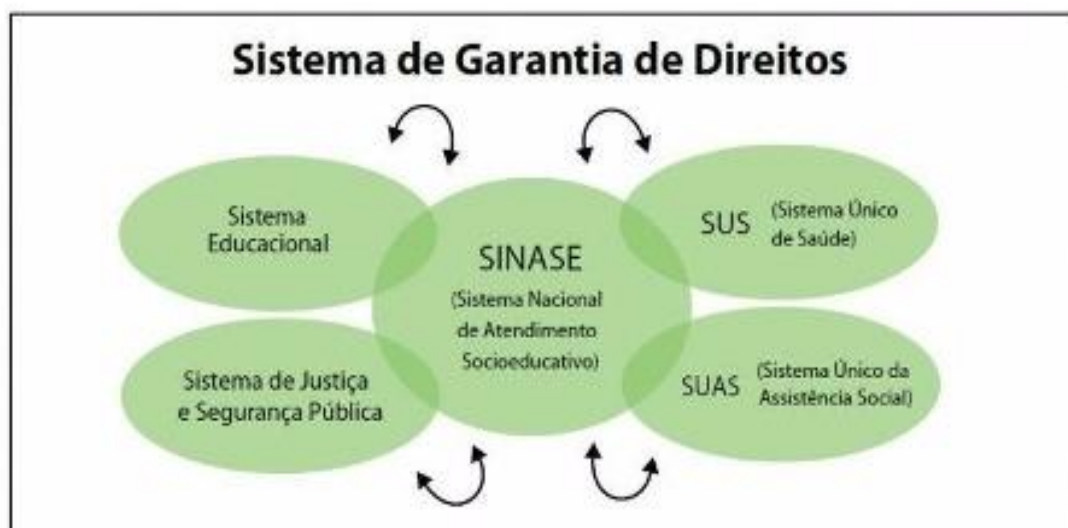 Sistema de Garantia de Direitos
Sistema
Educacional
SINASE
(Sistema Nacional
de Atendimento
Socioeducativo)
SUS (Sistema Único
de Saúde)
Sistema de Justiça
e Segurança Pública
SUAS (Sistema Único da
Assistência Social)